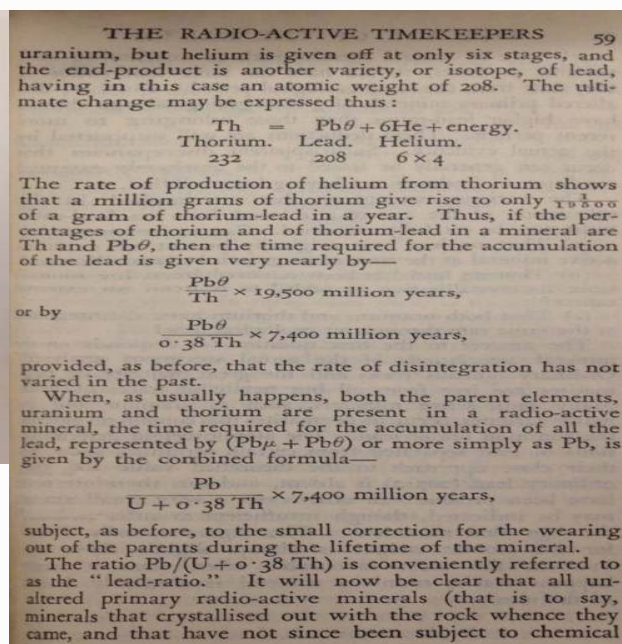 THE RADIO-ACTIVE TIMEKEEPERS 59
uranium, but helium is given off at only six stages, and
the end-product is another variety, or isotope, of lead,
having in this case an atomic weight of 208. The ulti-
mate change may be expressed thus :
Th = Pbθ + 6He + energy.
Thorium. Lead. Helium.
232 208 6 × 4
The rate of production of helium from thorium shows
that a million grams of thorium give rise to only 1/19500
of a gram of thorium-lead in a year. Thus, if the per-
centages of thorium and of thorium-lead in a mineral are
Th and Pbθ, then the time required for the accumulation
of the lead is given very nearly by—
Pbθ/Th × 19,500 million years,
or by
Pbθ/0·38 Th × 7,400 million years,
provided, as before, that the rate of disintegration has not
varied in the past.
When, as usually happens, both the parent elements,
uranium and thorium are present in a radio-active
mineral, the time required for the accumulation of all the
lead, represented by (Pbμ + Pbθ) or more simply as Pb, is
given by the combined formula—
Pb/U + 0·38 Th × 7,400 million years,
subject, as before, to the small correction for the wearing
out of the parents during the lifetime of the mineral.
The ratio Pb/(U + 0·38 Th) is conveniently referred to
as the “ lead-ratio.” It will now be clear that all un-
altered primary radio-active minerals (that is to say,
minerals that crystallised out with the rock whence they
came, and that have not since been subject to chemical